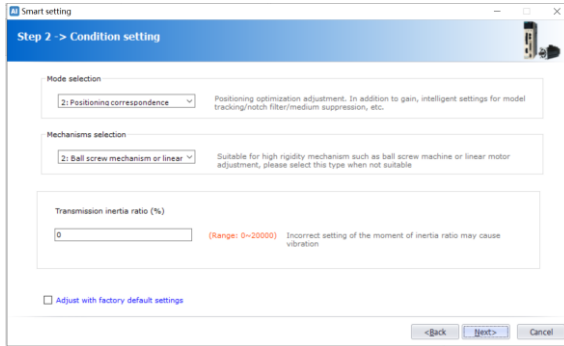 AI Smart setting
Step 2 -> Condition setting
Mode selection
2: Positioning correspondence
Positioning optimization adjustment. In addition to gain, intelligent settings for model
tracking/notch filter/medium suppression, etc.
Mechanisms selection
2: Ball screw mechanism or linear
Suitable for high rigidity mechanism such as ball screw machine or linear motor
adjustment, please select this type when not suitable
Transmission inertia ratio (%)
0
(Range: 0~20000)
Incorrect setting of the moment of inertia ratio may cause
vibration
Adjust with factory default settings
<Back
Next>
Cancel